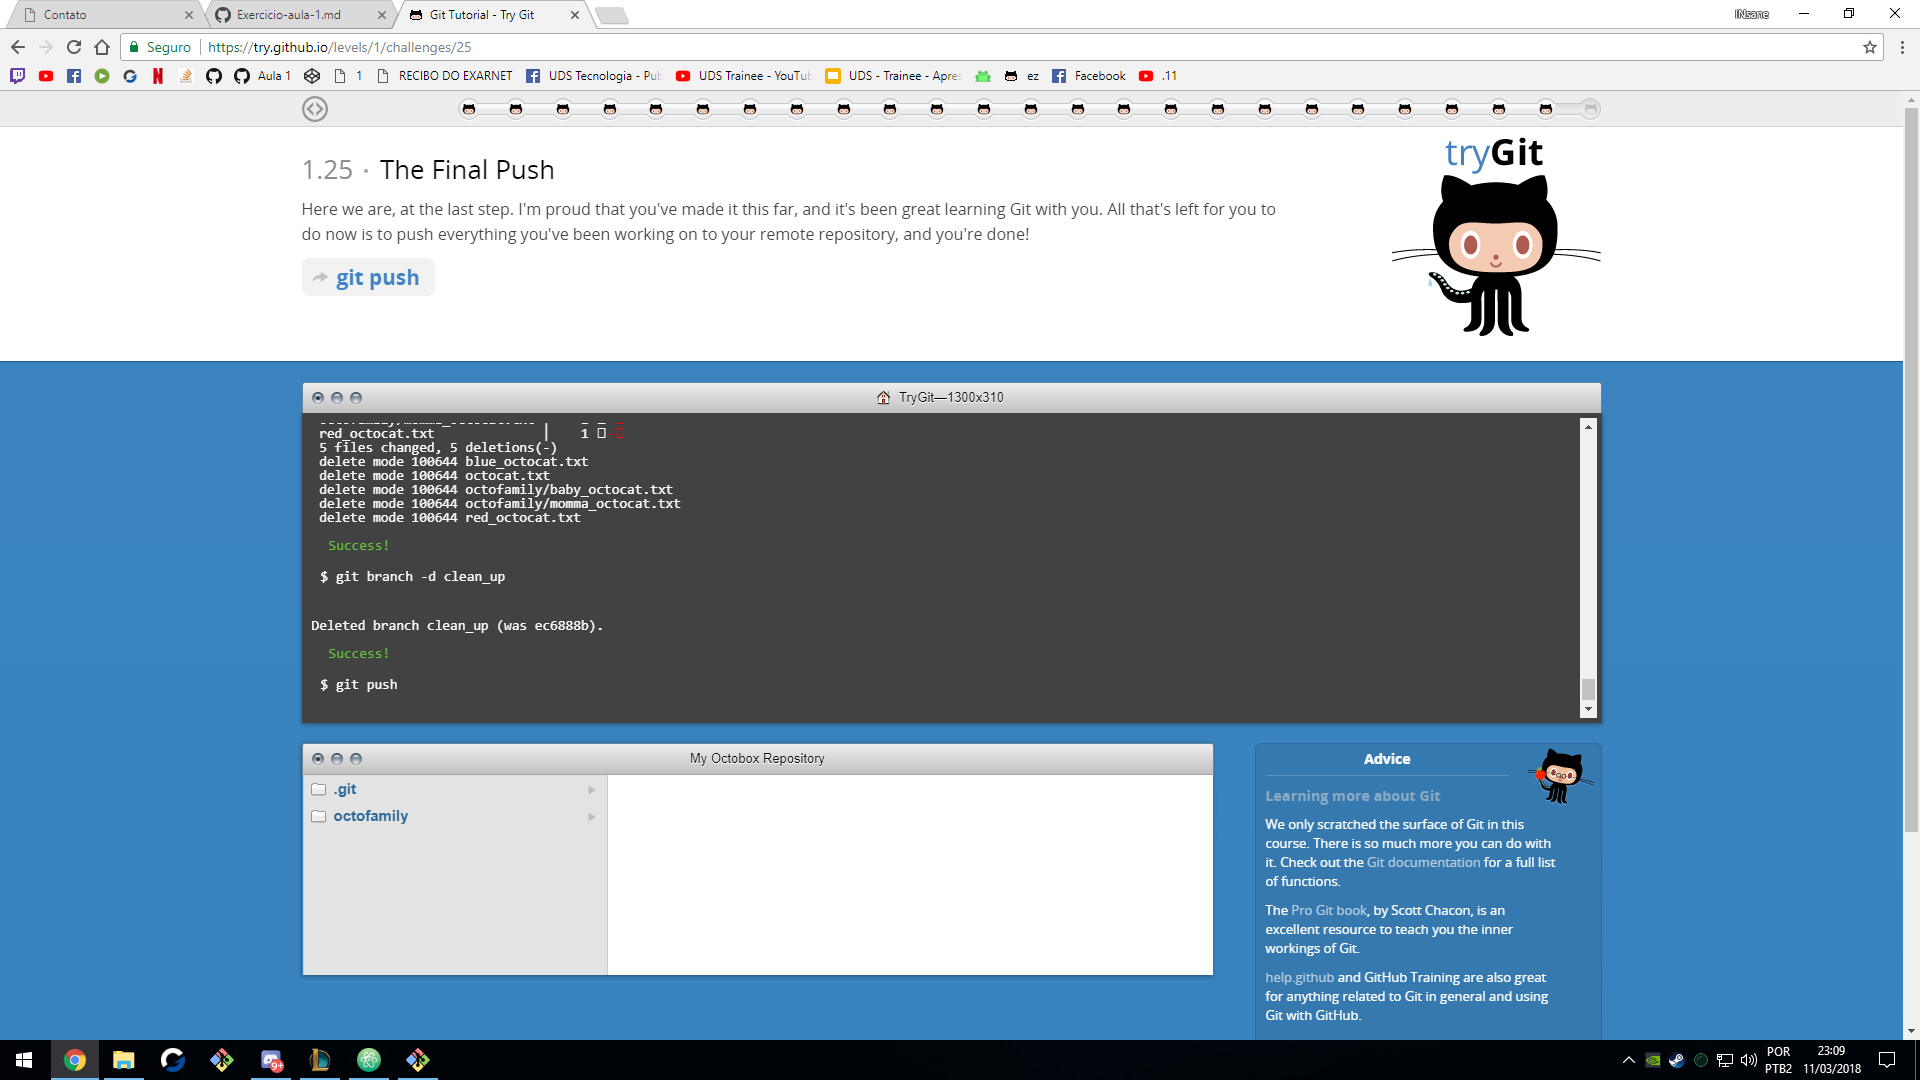 Contato
Exercicio-aula-1.md
Git Tutorial - Try Git
INsane
Seguro
https://try.github.io/levels/1/challenges/25
Aula 1
1
RECIBO DO EXARNET
UDS Tecnologia - Pub
UDS Trainee - YouTub
UDS - Trainee - Apres
ez
Facebook
.11
1.25 · The Final Push
tryGit
Here we are, at the last step. I'm proud that you've made it this far, and it's been great learning Git with you. All that's left for you to
do now is to push everything you've been working on to your remote repository, and you're done!
git push
TryGit—1300x310
red_octocat.txt | 1 -
5 files changed, 5 deletions(-)
delete mode 100644 blue_octocat.txt
delete mode 100644 octocat.txt
delete mode 100644 octofamily/baby_octocat.txt
delete mode 100644 octofamily/momma_octocat.txt
delete mode 100644 red_octocat.txt
Success!
$ git branch -d clean_up
Deleted branch clean_up (was ec6888b).
Success!
$ git push
My Octobox Repository
.git
octofamily
Advice
Learning more about Git
We only scratched the surface of Git in this
course. There is so much more you can do with
it. Check out the Git documentation for a full list
of functions.
The Pro Git book, by Scott Chacon, is an
excellent resource to teach you the inner
workings of Git.
help.github and GitHub Training are also great
for anything related to Git in general and using
Git with GitHub.
9+
POR
PTB2
23:09
11/03/2018